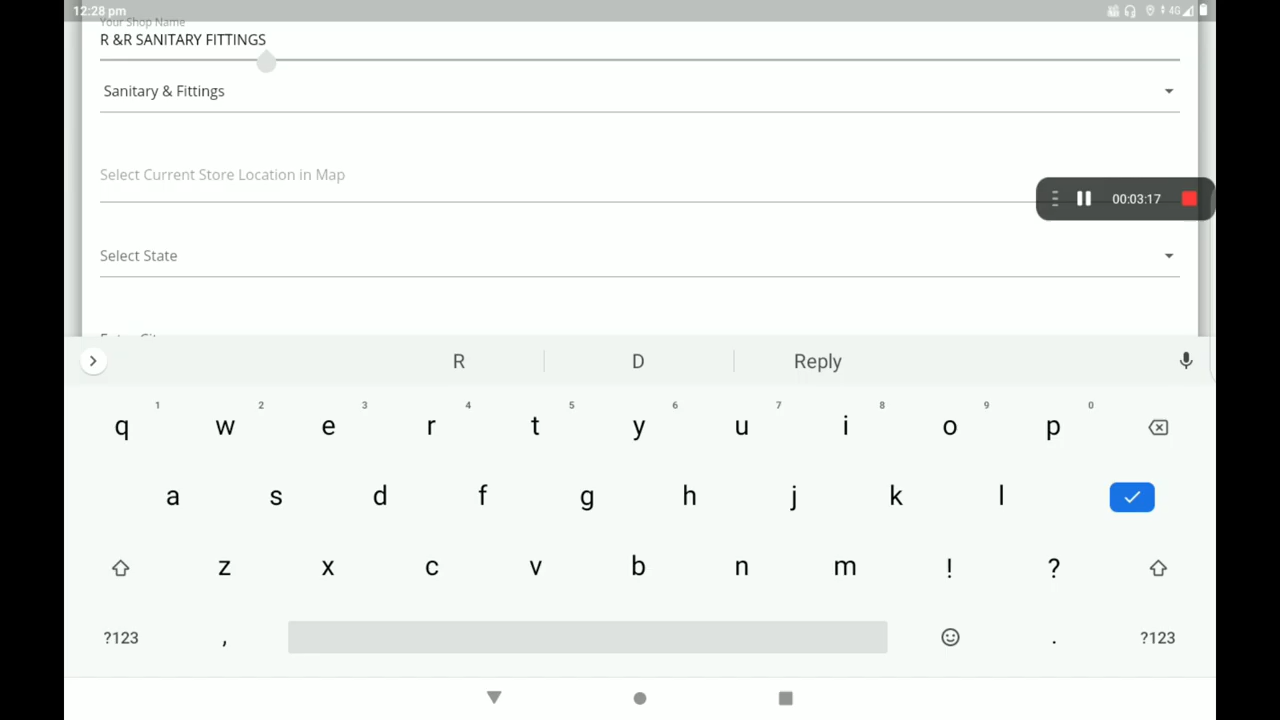 12:28 pm
4G
Your Shop Name
R &R SANITARY FITTINGS
Sanitary & Fittings
Select Current Store Location in Map
00:03:17
Select State
R D Reply
1 2 3 4 5 6 7 8 9 0
q w e r t y u i o p
a s d f g h j k l
z x c v b n m ! ?
?123 , . ?123